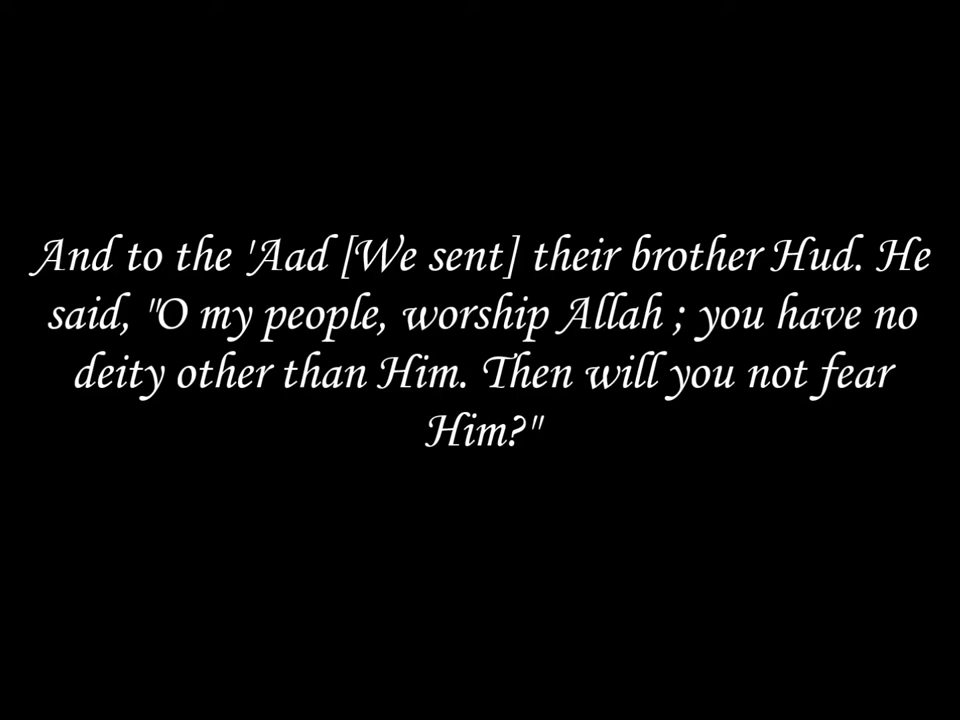 And to the 'Aad [We sent] their brother Hud. He
said, "O my people, worship Allah ; you have no
deity other than Him. Then will you not fear
Him?"